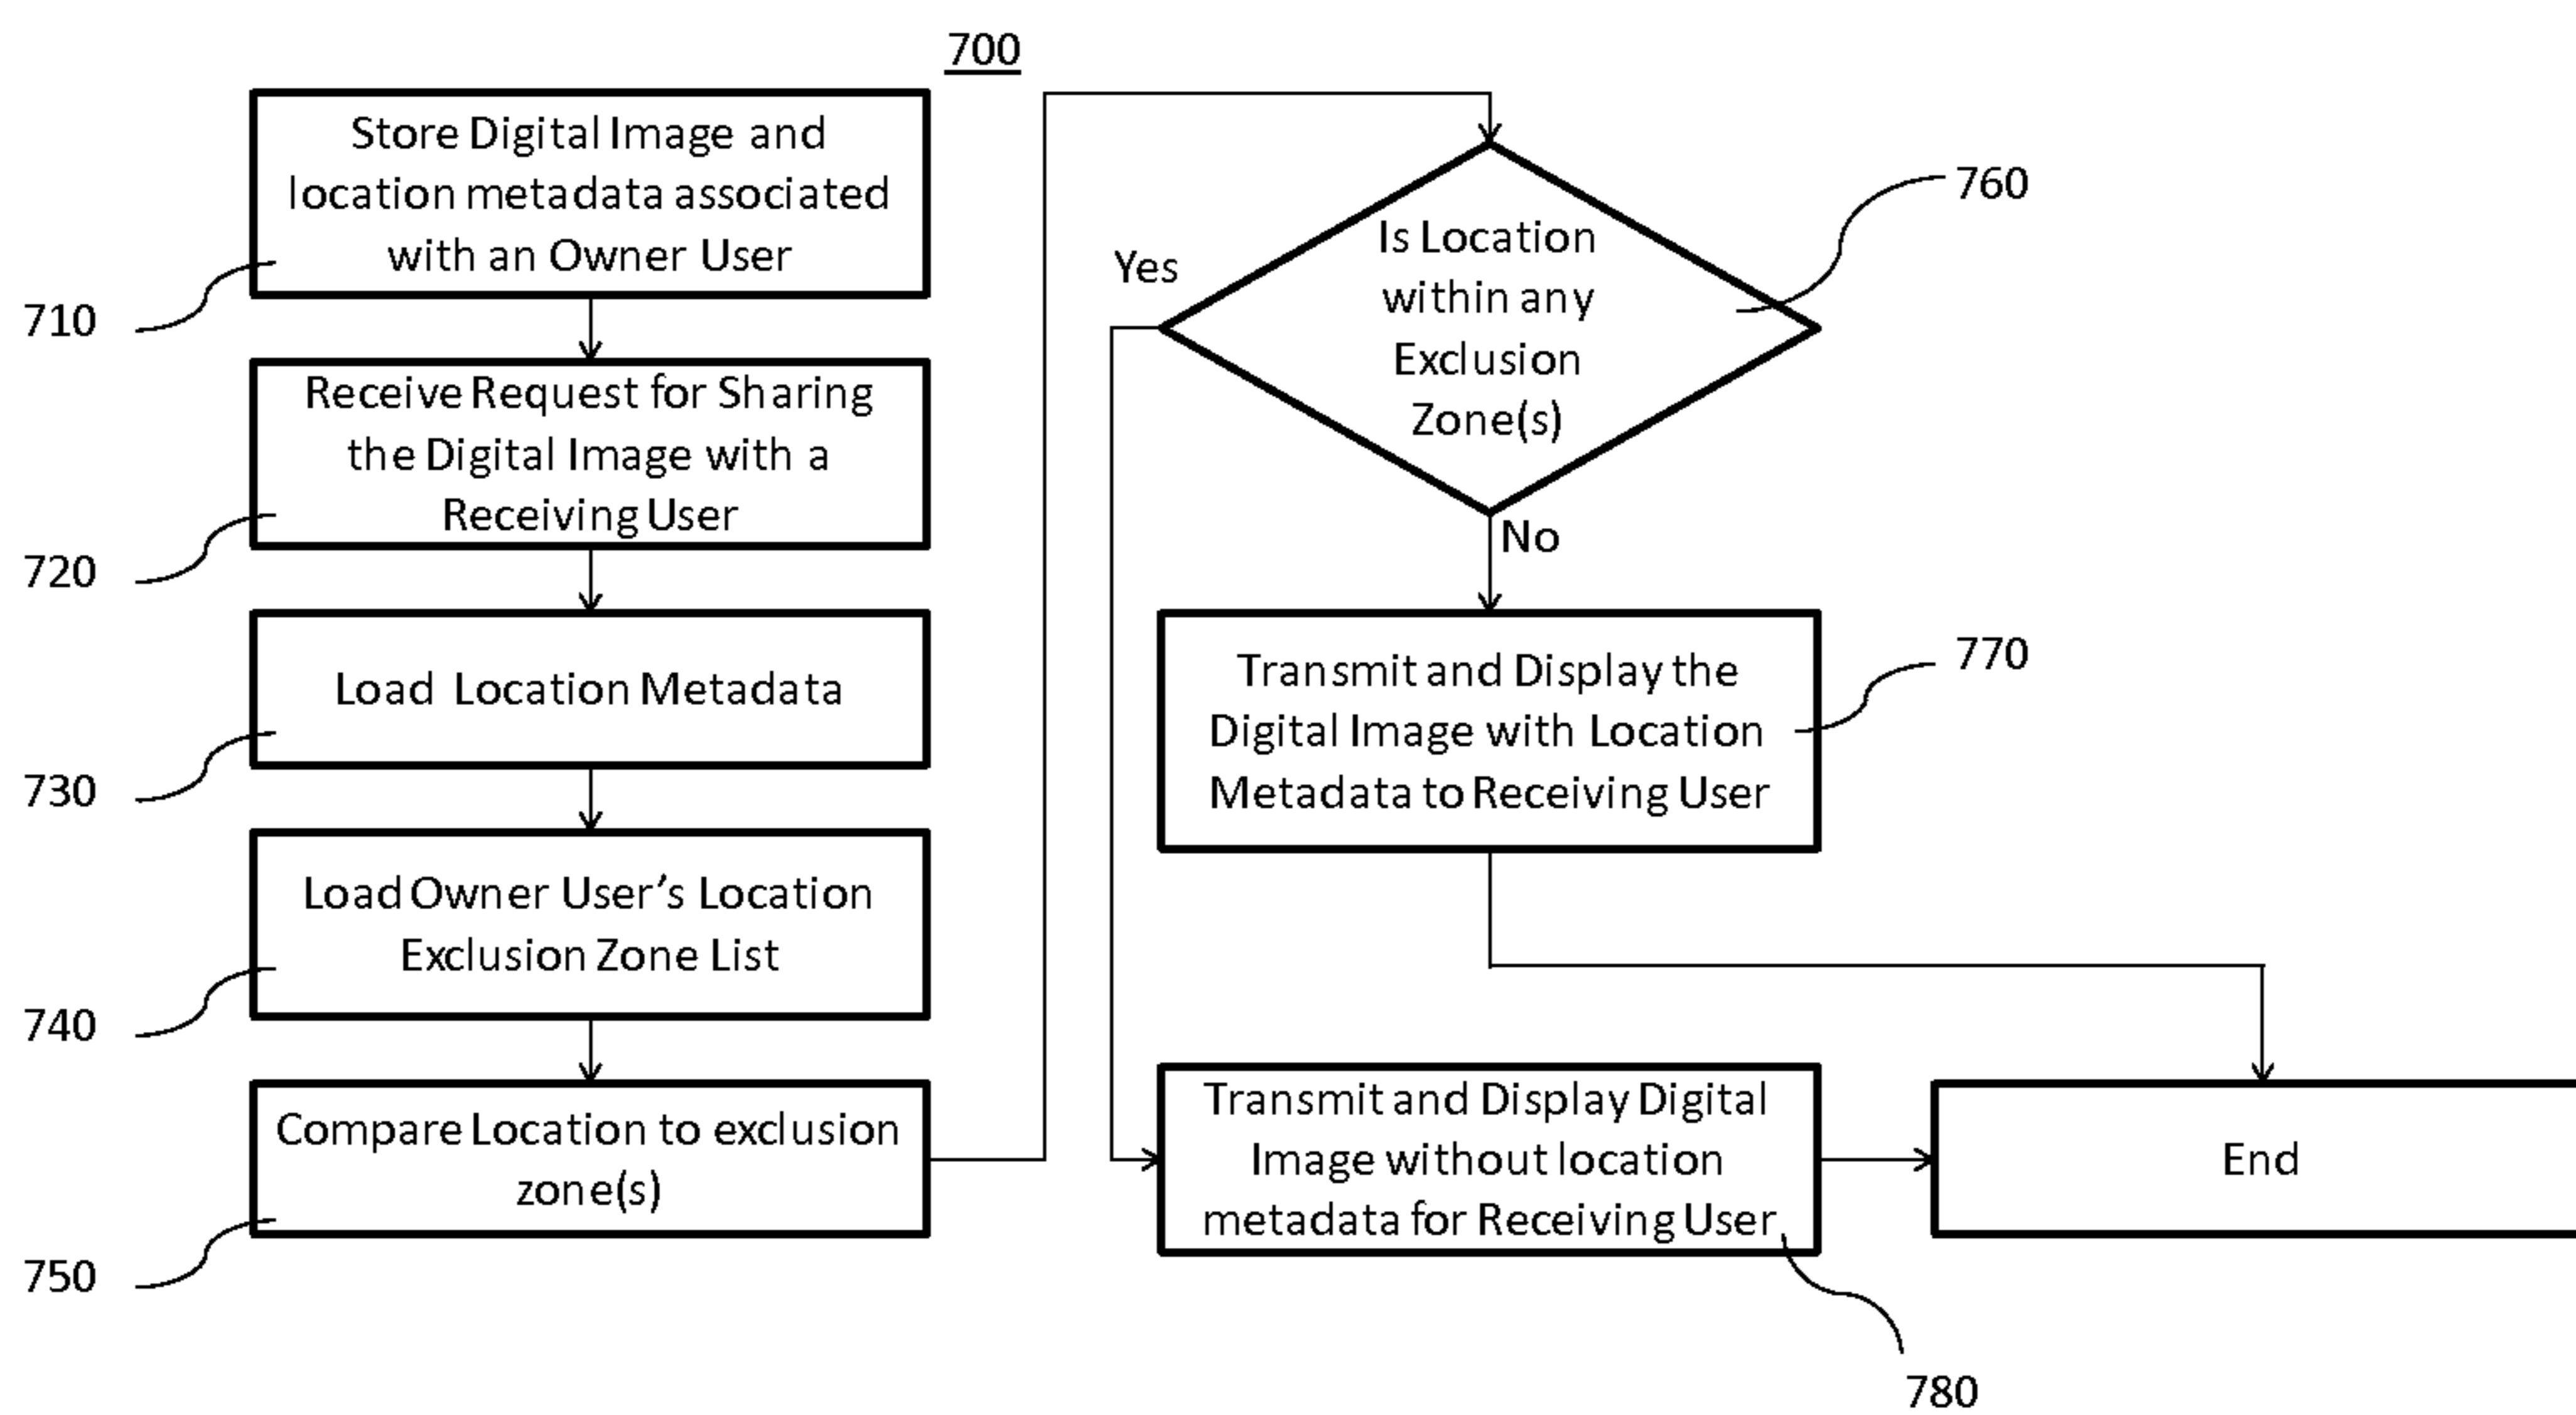 700
Store Digital Image and
location metadata associated
with an Owner User
710
Receive Request for Sharing
the Digital Image with a
Receiving User
720
Load Location Metadata
730
Load Owner User’s Location
Exclusion Zone List
740
Compare Location to exclusion
zone(s)
750
Is Location
within any
Exclusion
Zone(s)
760
Yes
No
Transmit and Display the
Digital Image with Location
Metadata to Receiving User
770
Transmit and Display Digital
Image without location
metadata for Receiving User
780
End